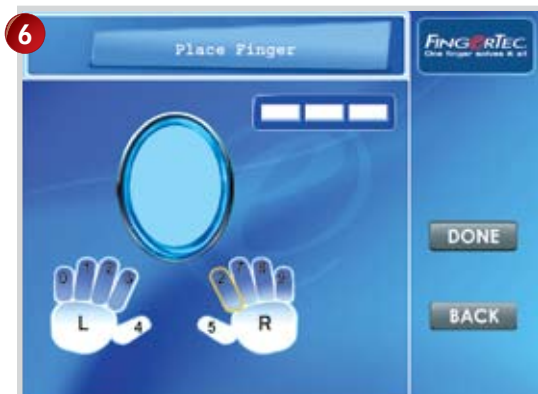 6
Place Finger
FINGERTEC
One finger solves it all
0 1 2 3
2 7 8 9
L 4
5 R
DONE
BACK